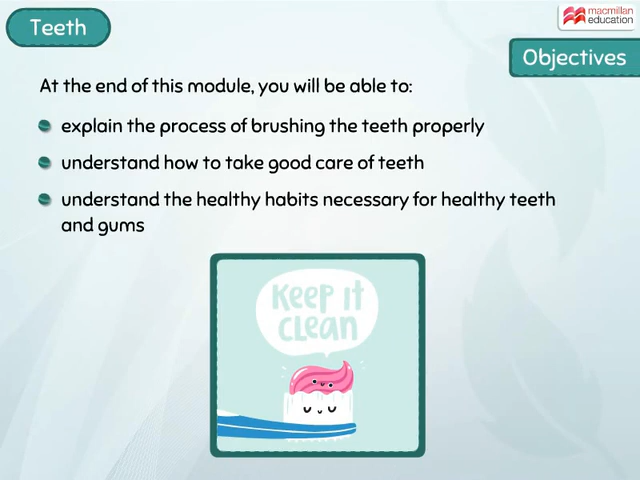 Teeth
macmillan
education
Objectives
At the end of this module, you will be able to:
explain the process of brushing the teeth properly
understand how to take good care of teeth
understand the healthy habits necessary for healthy teeth
and gums
Keep it
clean